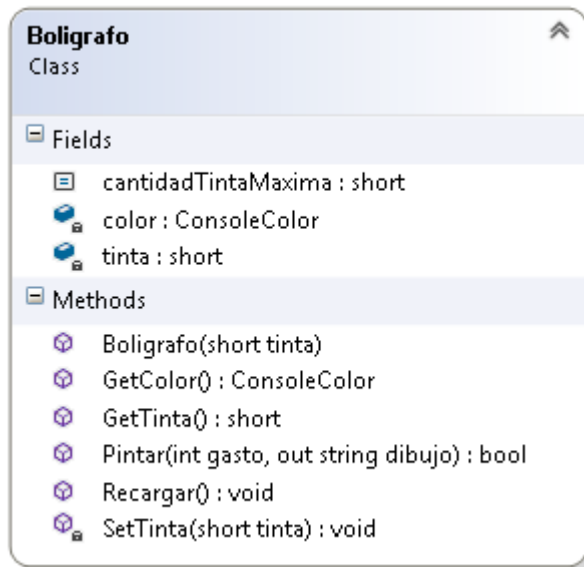 Boligrafo
Class
Fields
cantidadTintaMaxima : short
color : ConsoleColor
tinta : short
Methods
Boligrafo(short tinta)
GetColor() : ConsoleColor
GetTinta() : short
Pintar(int gasto, out string dibujo) : bool
Recargar() : void
SetTinta(short tinta) : void